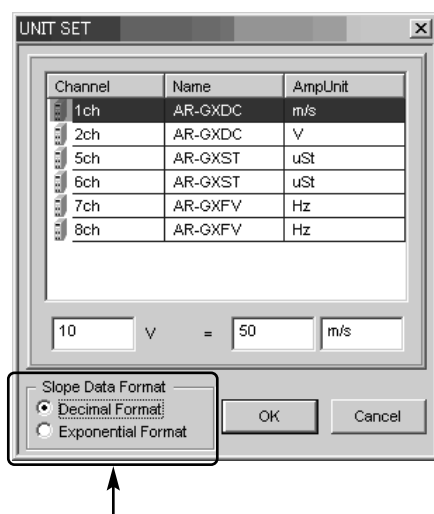 UNIT SET
Channel Name AmpUnit
1ch AR-GXDC m/s
2ch AR-GXDC V
5ch AR-GXST uSt
6ch AR-GXST uSt
7ch AR-GXFV Hz
8ch AR-GXFV Hz
10 V = 50 m/s
Slope Data Format
Decimal Format
Exponential Format
OK Cancel